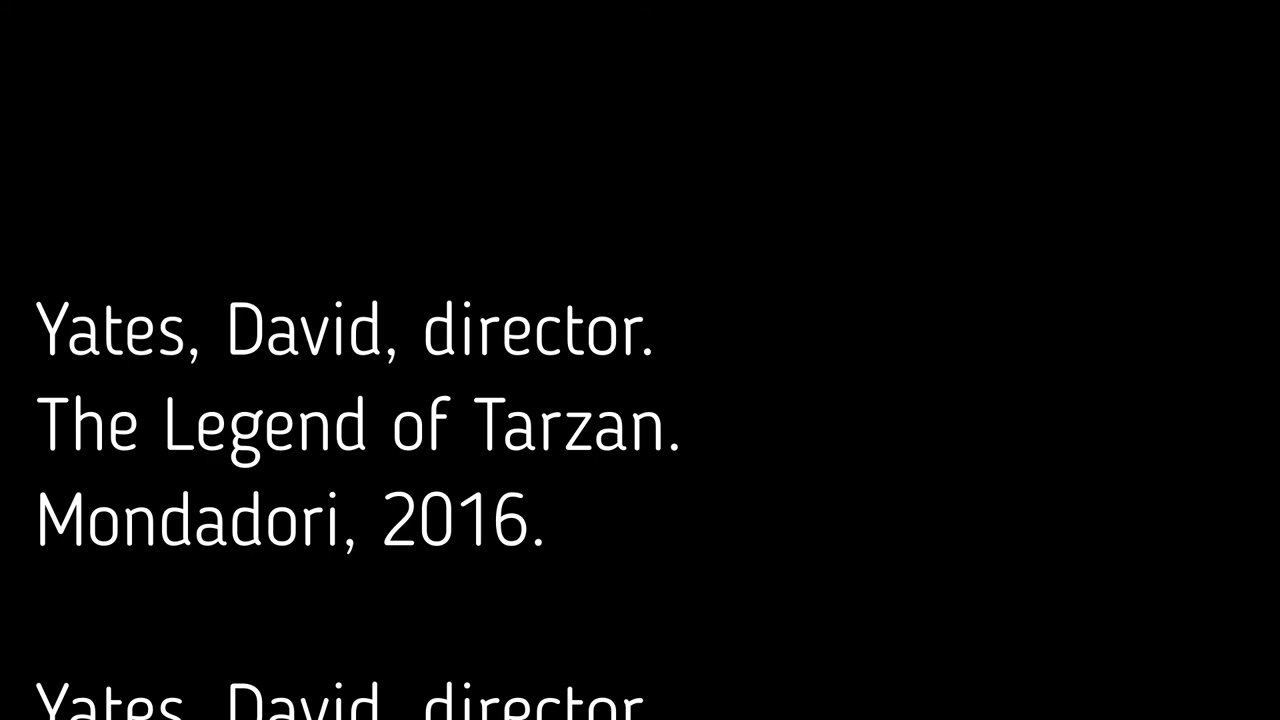 Yates, David, director.
The Legend of Tarzan.
Mondadori, 2016.
Yates, David, director.